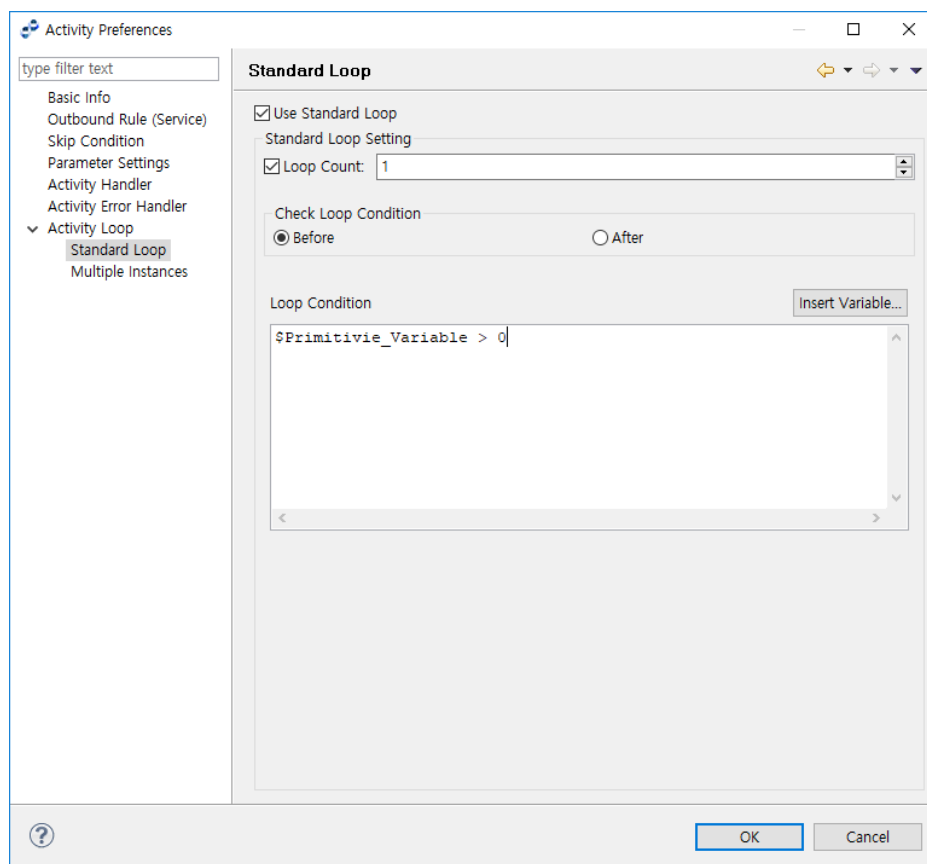 Activity Preferences
type filter text
Basic Info
Outbound Rule (Service)
Skip Condition
Parameter Settings
Activity Handler
Activity Error Handler
Activity Loop
Standard Loop
Multiple Instances
Standard Loop
Use Standard Loop
Standard Loop Setting
Loop Count: 1
Check Loop Condition
Before After
Loop Condition Insert Variable...
$Primitivie_Variable > 0
OK Cancel